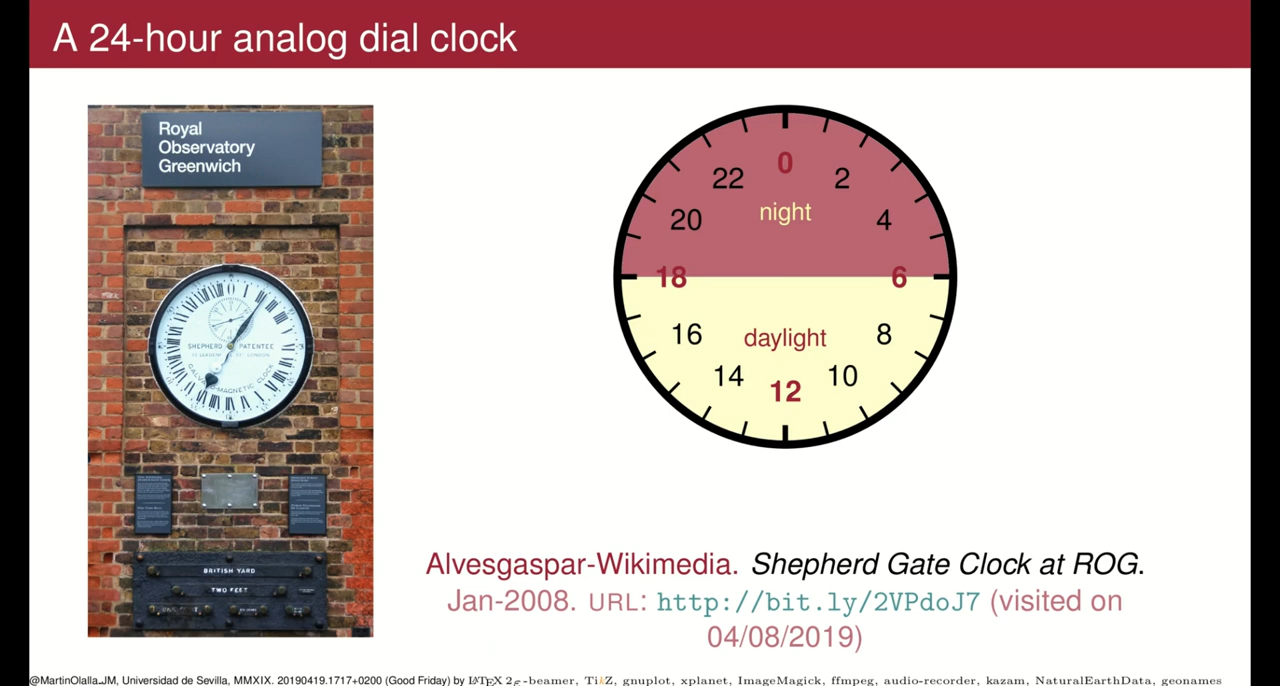 A 24-hour analog dial clock
Royal
Observatory
Greenwich
SHEPHERD PATENTEE
GALVANO-MAGNETIC CLOCK
BRITISH YARD
TWO FEET
0
22
2
night
20
4
18
6
16
daylight
8
14
10
12
Alvesgaspar-Wikimedia. Shepherd Gate Clock at ROG.
Jan-2008. URL: http://bit.ly/2VPdoJ7 (visited on
04/08/2019)
@MartinOlalla_JM, Universidad de Sevilla, MMXIX. 20190419.1717+0200 (Good Friday) by LATEX 2ε-beamer, TikZ, gnuplot, xplanet, ImageMagick, ffmpeg, audio-recorder, kazam, NaturalEarthData, geonames